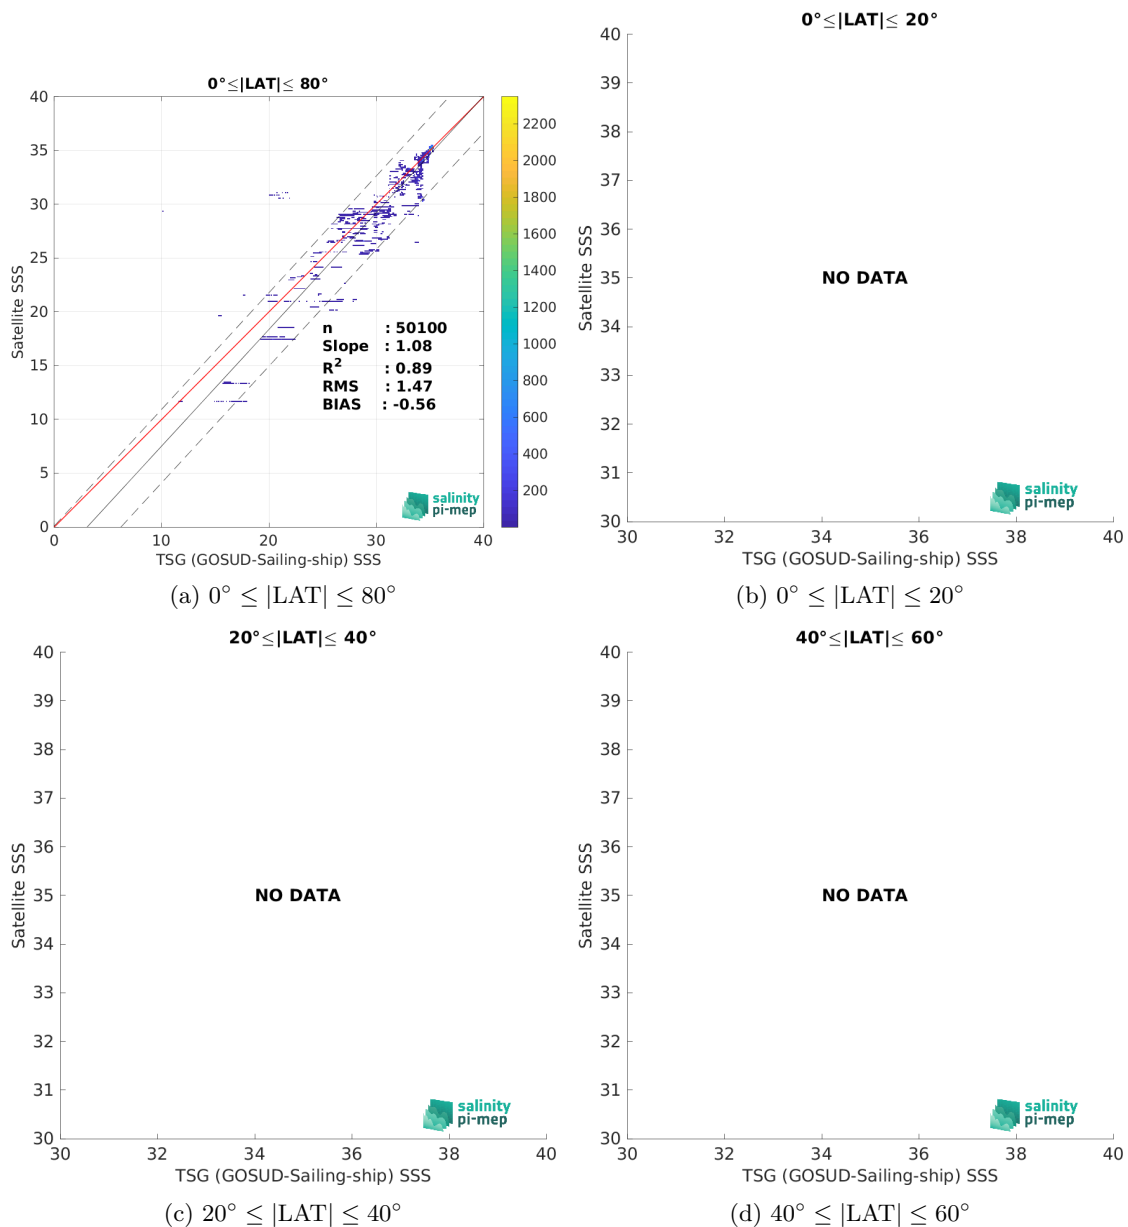 0°≤|LAT|≤ 80°
40
35
30
25
20
15
10
5
0
0
10
20
30
40
Satellite SSS
TSG (GOSUD-Sailing-ship) SSS
n : 50100
Slope : 1.08
R² : 0.89
RMS : 1.47
BIAS : -0.56
2200
2000
1800
1600
1400
1200
1000
800
600
400
200
salinity
pi-mep
(a) 0° ≤ |LAT| ≤ 80°
0°≤|LAT|≤ 20°
40
39
38
37
36
35
34
33
32
31
30
30
32
34
36
38
40
Satellite SSS
NO DATA
salinity
pi-mep
TSG (GOSUD-Sailing-ship) SSS
(b) 0° ≤ |LAT| ≤ 20°
20°≤|LAT|≤ 40°
40
39
38
37
36
35
34
33
32
31
30
30
32
34
36
38
40
Satellite SSS
NO DATA
salinity
pi-mep
TSG (GOSUD-Sailing-ship) SSS
(c) 20° ≤ |LAT| ≤ 40°
40°≤|LAT|≤ 60°
40
39
38
37
36
35
34
33
32
31
30
30
32
34
36
38
40
Satellite SSS
NO DATA
salinity
pi-mep
TSG (GOSUD-Sailing-ship) SSS
(d) 40° ≤ |LAT| ≤ 60°